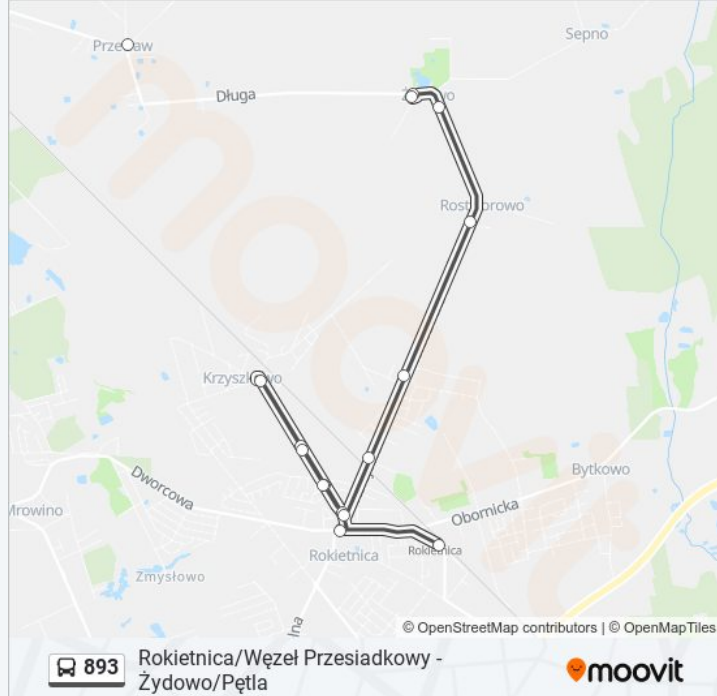 Sepno
Długa
Krzyszkowo
Dworcowa
Bytkowo
Obornicka
Mrowino
Rokietnica
Rokietnica
Zmysłowo
© OpenStreetMap contributors | © OpenMapTiles
893
Rokietnica/Węzeł Przesiadkowy -
Żydowo/Pętla
moovit
moovit